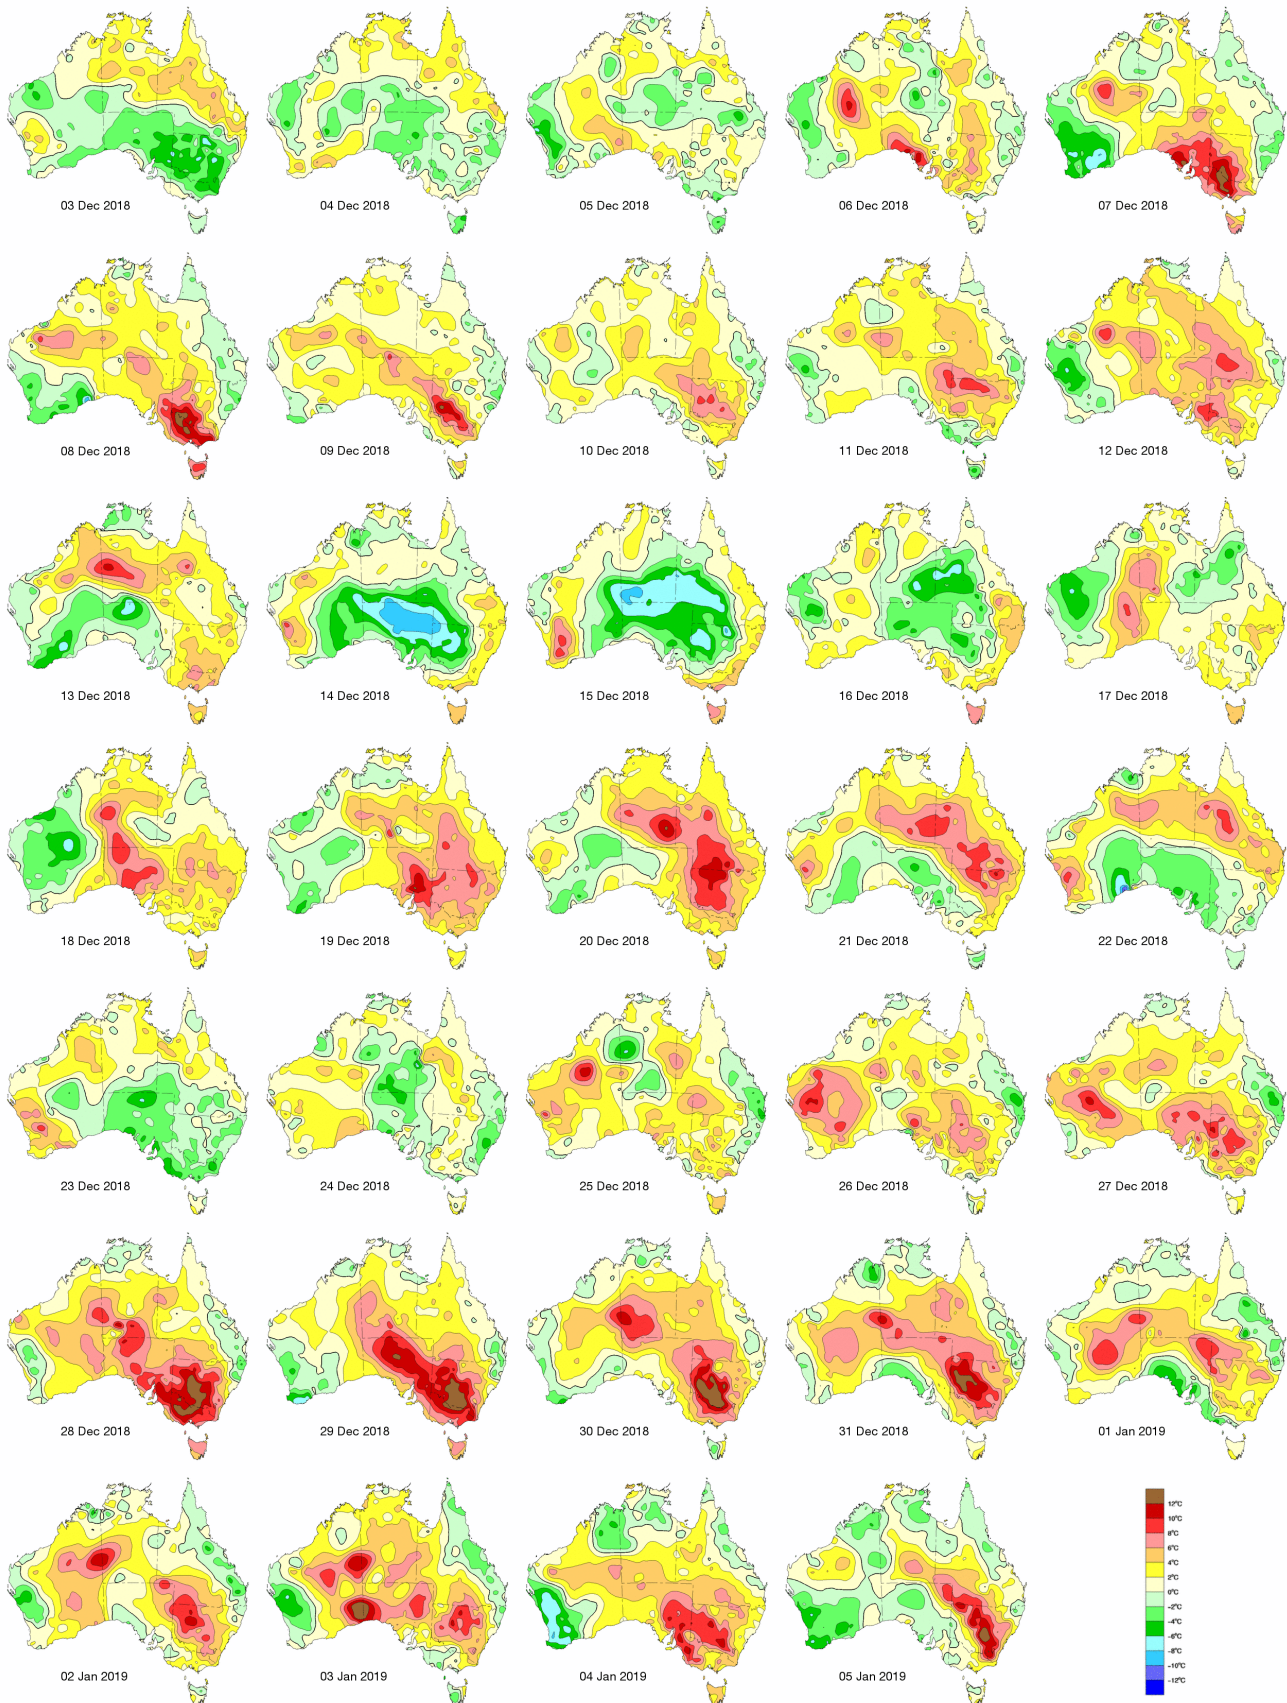 03 Dec 2018
04 Dec 2018
05 Dec 2018
06 Dec 2018
07 Dec 2018
08 Dec 2018
09 Dec 2018
10 Dec 2018
11 Dec 2018
12 Dec 2018
13 Dec 2018
14 Dec 2018
15 Dec 2018
16 Dec 2018
17 Dec 2018
18 Dec 2018
19 Dec 2018
20 Dec 2018
21 Dec 2018
22 Dec 2018
23 Dec 2018
24 Dec 2018
25 Dec 2018
26 Dec 2018
27 Dec 2018
28 Dec 2018
29 Dec 2018
30 Dec 2018
31 Dec 2018
01 Jan 2019
02 Jan 2019
03 Jan 2019
04 Jan 2019
05 Jan 2019
12°C
10°C
8°C
6°C
4°C
2°C
0°C
-2°C
-4°C
-6°C
-8°C
-10°C
-12°C